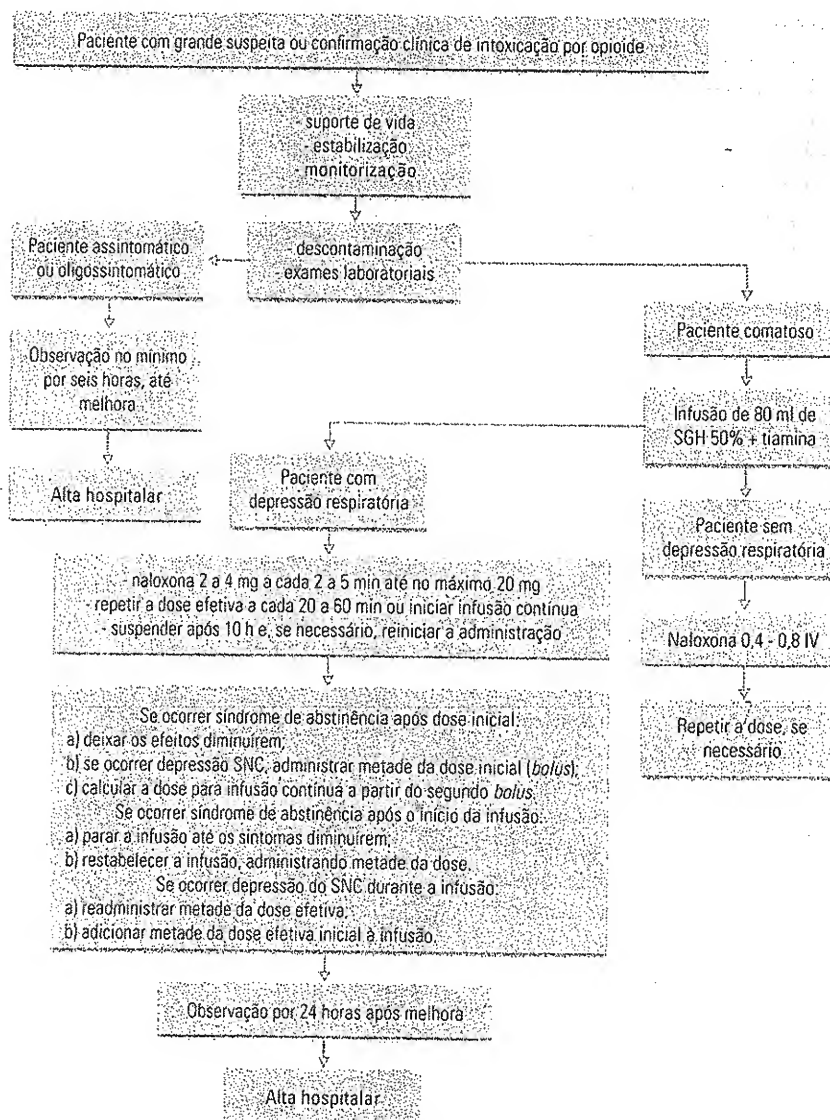 Paciente com grande suspeita ou confirmação clínica de intoxicação por opioide
- suporte de vida
- estabilização
- monitorização
Paciente assintomático
ou oligossintomático
- descontaminação
- exames laboratoriais
Paciente comatoso
Observação no mínimo
por seis horas, até
melhora
Infusão de 80 ml de
SGH 50% + tiamina
Alta hospitalar
Paciente com
depressão respiratória
Paciente sem
depressão respiratória
- naloxona 2 a 4 mg a cada 2 a 5 min até no máximo 20 mg
- repetir a dose efetiva a cada 20 a 60 min ou iniciar infusão contínua
- suspender após 10 h e, se necessário, reiniciar a administração
Naloxona 0,4 - 0,8 IV
Repetir a dose, se
necessário
Se ocorrer síndrome de abstinência após dose inicial:
a) deixar os efeitos diminuírem;
b) se ocorrer depressão SNC, administrar metade da dose inicial (bolus);
c) calcular a dose para infusão contínua a partir do segundo bolus.
Se ocorrer síndrome de abstinência após o início da infusão:
a) parar a infusão até os sintomas diminuírem;
b) restabelecer a infusão, administrando metade da dose.
Se ocorrer depressão do SNC durante a infusão:
a) readministrar metade da dose efetiva;
b) adicionar metade da dose efetiva inicial à infusão.
Observação por 24 horas após melhora
Alta hospitalar